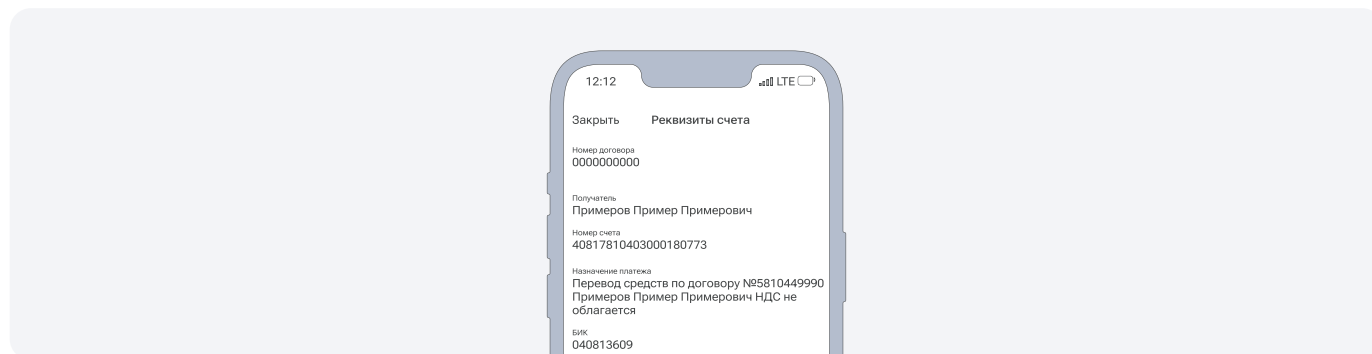 12:12 LTE
Закрыть Реквизиты счета
Номер договора
0000000000
Получатель
Примеров Пример Примерович
Номер счета
40817810403000180773
Назначение платежа
Перевод средств по договору №5810449990
Примеров Пример Примерович НДС не
облагается
БИК
040813609